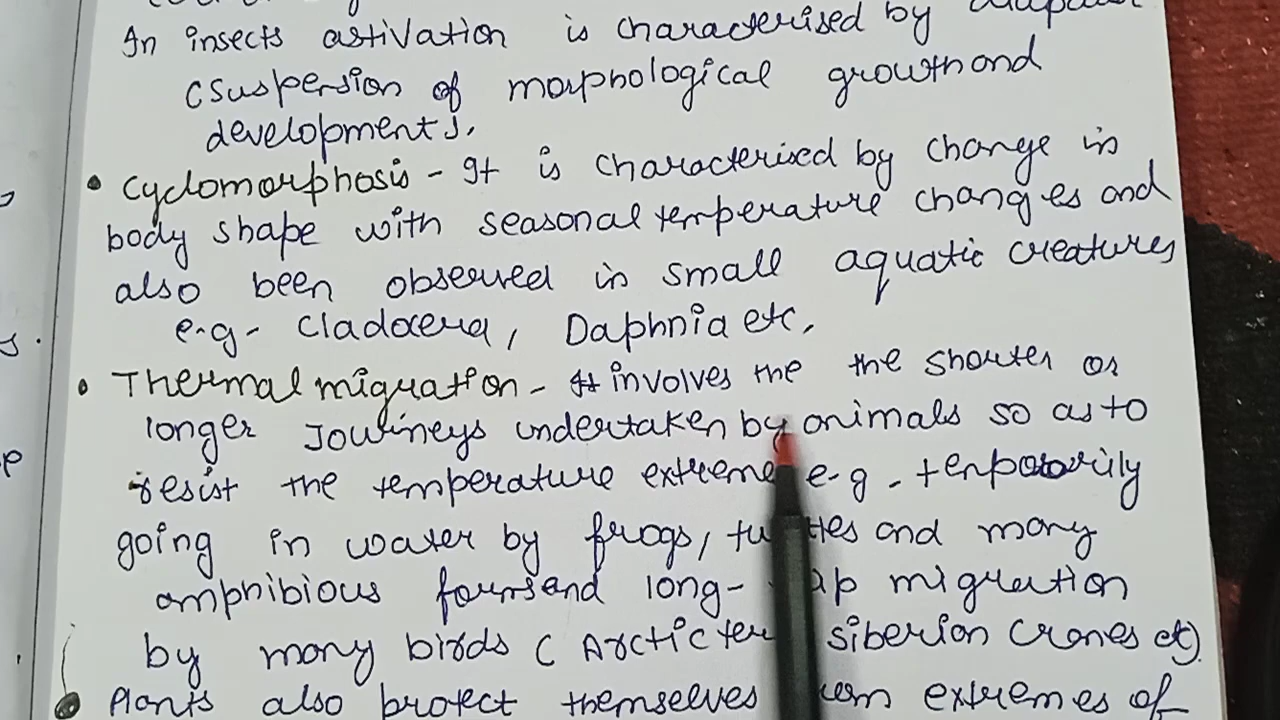 In insects astivation is characterised by
(suspension of morphological growth and
development).
• Cyclomorphosis - It is characterised by change in
body shape with seasonal temperature changes and
also been observed in small aquatic creatures
e.g - Cladocera, Daphnia etc.
• Thermal migration - It involves the the shorter or
longer Journeys undertaken by animals so as to
resist the temperature extreme e.g - temporarily
going in water by frogs, and many
amphibious forms and long- migration
by many birds ( Arctic siberian cranes etc).
• Plants also protect themselves extremes of